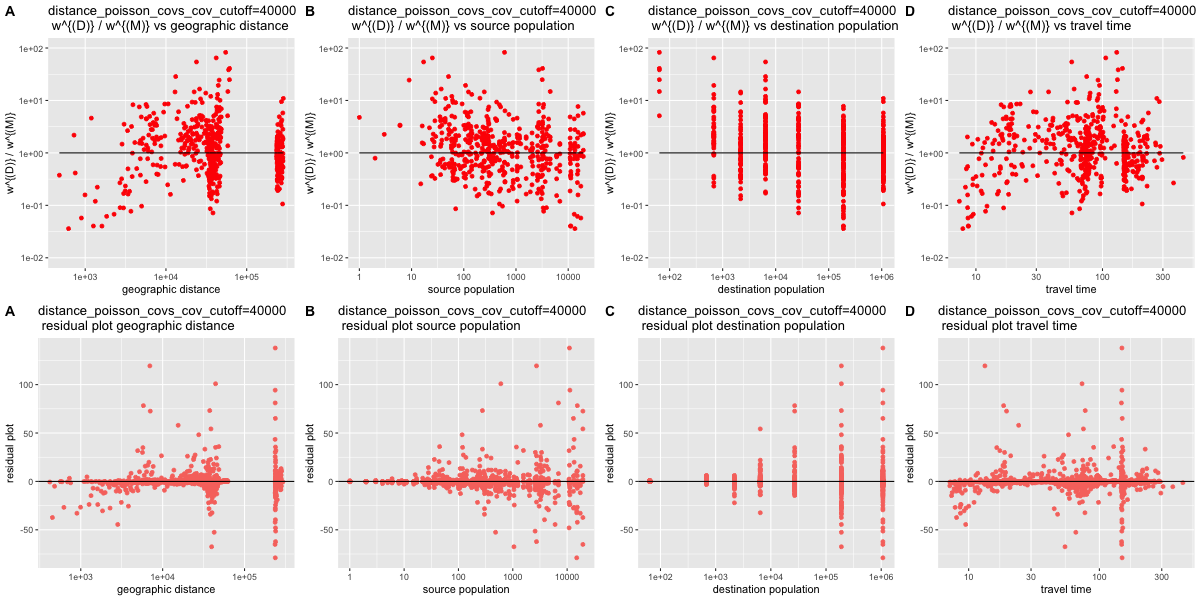 A
distance_poisson_covs_cov_cutoff=40000
w^{(D)} / w^{(M)} vs geographic distance
w^{(D)} / w^{(M)}
1e+02
1e+01
1e+00
1e-01
1e-02
1e+03
1e+04
1e+05
geographic distance
B
distance_poisson_covs_cov_cutoff=40000
w^{(D)} / w^{(M)} vs source population
w^{(D)} / w^{(M)}
1e+02
1e+01
1e+00
1e-01
1e-02
1
10
100
1000
10000
source population
C
distance_poisson_covs_cov_cutoff=40000
w^{(D)} / w^{(M)} vs destination population
w^{(D)} / w^{(M)}
1e+02
1e+01
1e+00
1e-01
1e-02
1e+02
1e+03
1e+04
1e+05
1e+06
destination population
D
distance_poisson_covs_cov_cutoff=40000
w^{(D)} / w^{(M)} vs travel time
w^{(D)} / w^{(M)}
1e+02
1e+01
1e+00
1e-01
1e-02
10
30
100
300
travel time
A
distance_poisson_covs_cov_cutoff=40000
residual plot geographic distance
residual plot
100
50
0
-50
1e+03
1e+04
1e+05
geographic distance
B
distance_poisson_covs_cov_cutoff=40000
residual plot source population
residual plot
100
50
0
-50
1
10
100
1000
10000
source population
C
distance_poisson_covs_cov_cutoff=40000
residual plot destination population
residual plot
100
50
0
-50
1e+02
1e+03
1e+04
1e+05
1e+06
destination population
D
distance_poisson_covs_cov_cutoff=40000
residual plot travel time
residual plot
100
50
0
-50
10
30
100
300
travel time